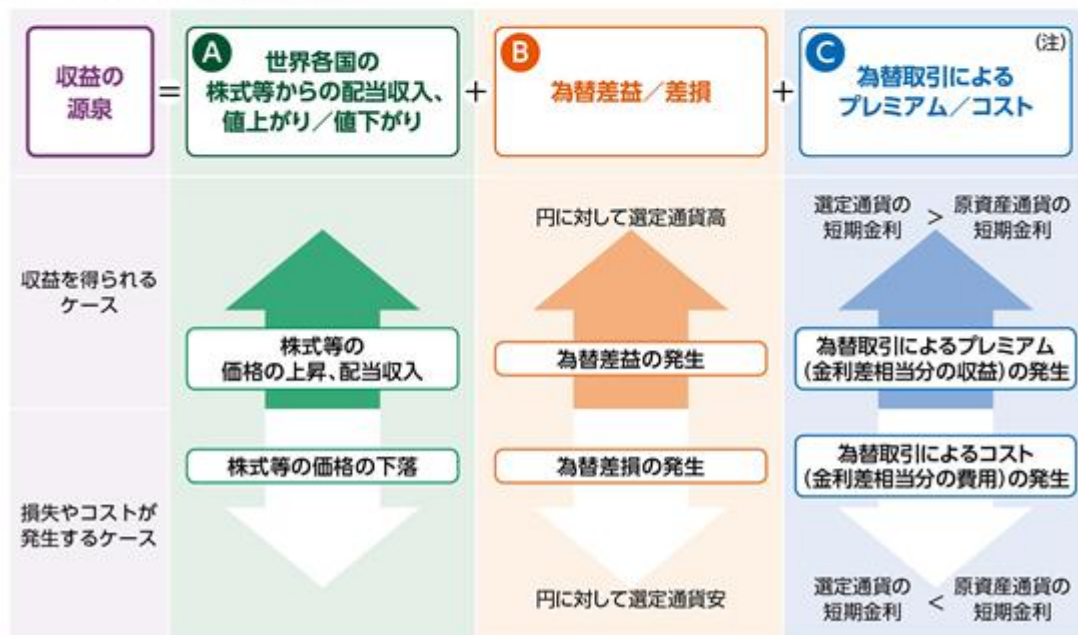 収益の
源泉
=
A
世界各国の
株式等からの配当収入、
値上がり／値下がり
+
B
為替差益／差損
+
C
(注)
為替取引による
プレミアム／コスト
収益を得られる
ケース
株式等の
価格の上昇、配当収入
円に対して選定通貨高
為替差益の発生
選定通貨の
短期金利
>
原資産通貨の
短期金利
為替取引によるプレミアム
(金利差相当分の収益)の発生
損失やコストが
発生するケース
株式等の価格の下落
為替差損の発生
円に対して選定通貨安
為替取引によるコスト
(金利差相当分の費用)の発生
選定通貨の
短期金利
<
原資産通貨の
短期金利